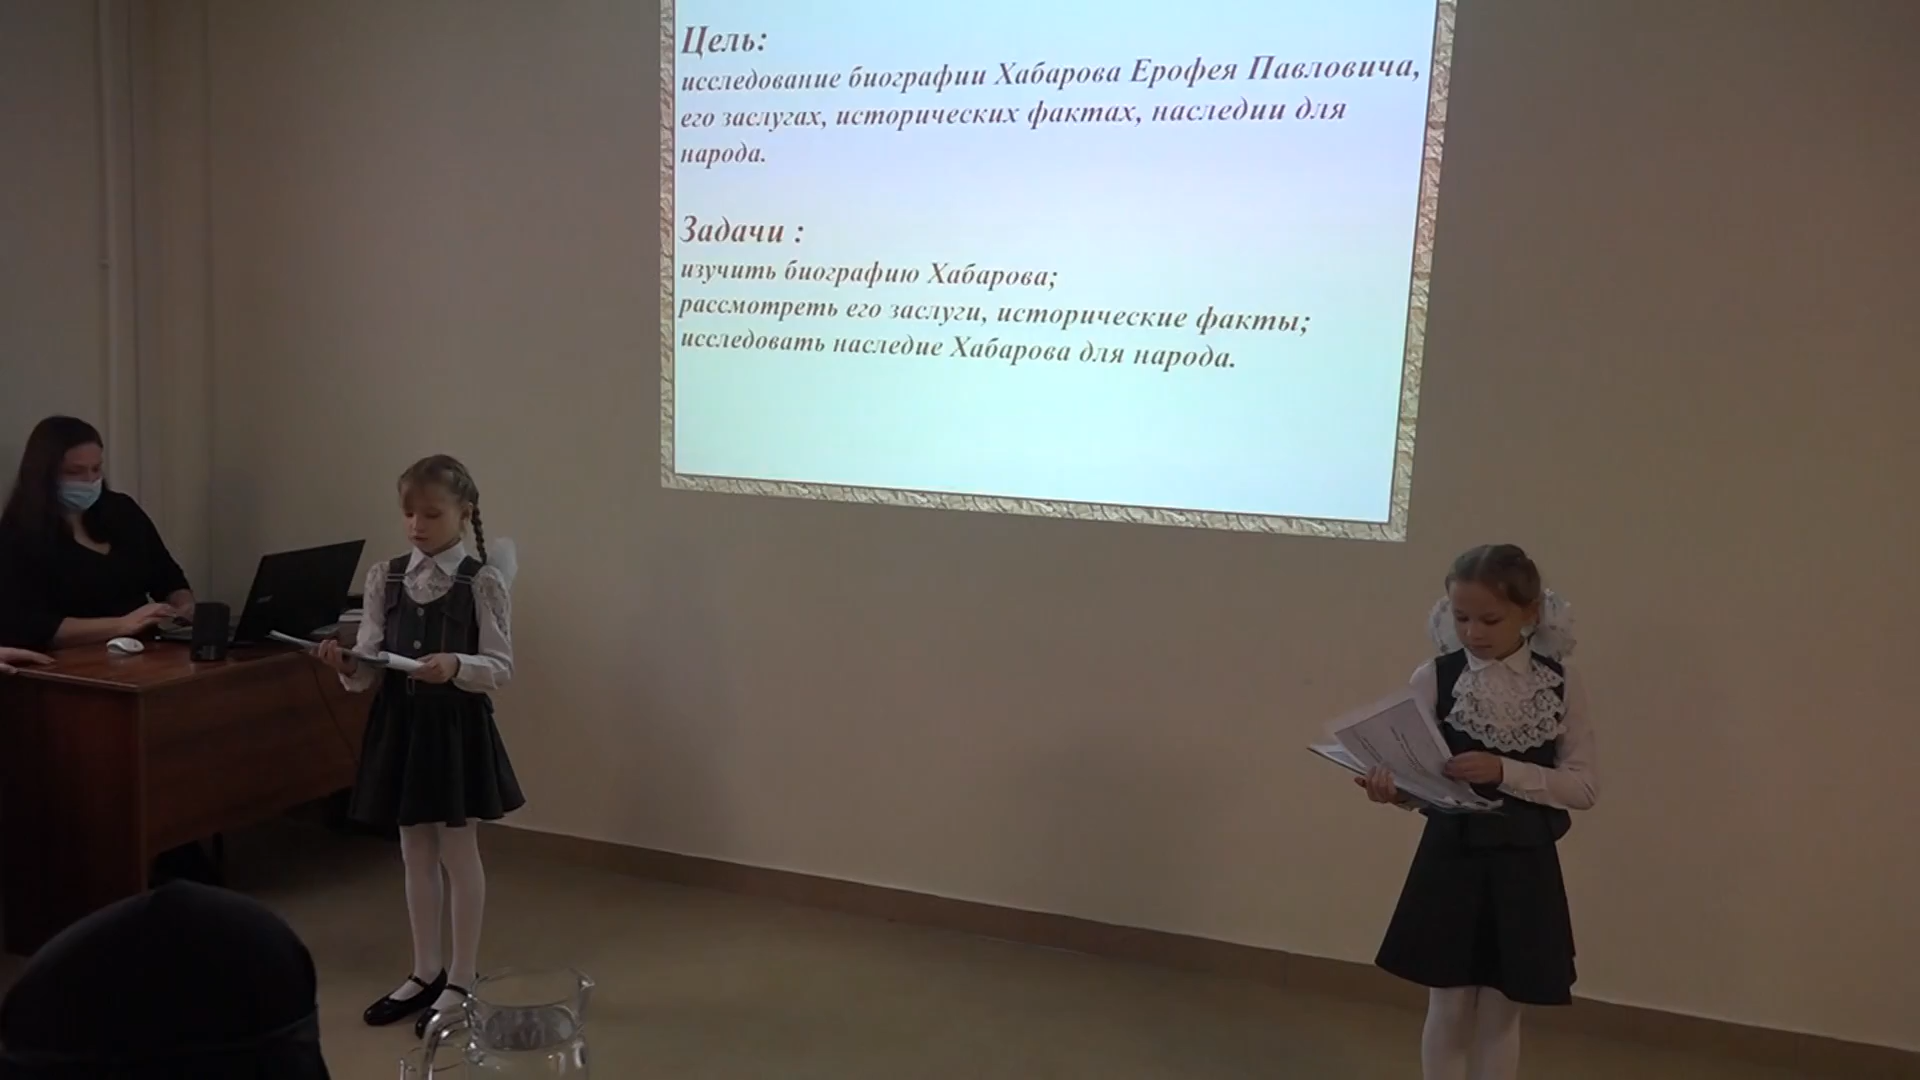 Цель:
исследование биографии Хабарова Ерофея Павловича,
его заслугах, исторических фактах, наследии для
народа.
Задачи :
изучить биографию Хабарова;
рассмотреть его заслуги, исторические факты;
исследовать наследие Хабарова для народа.